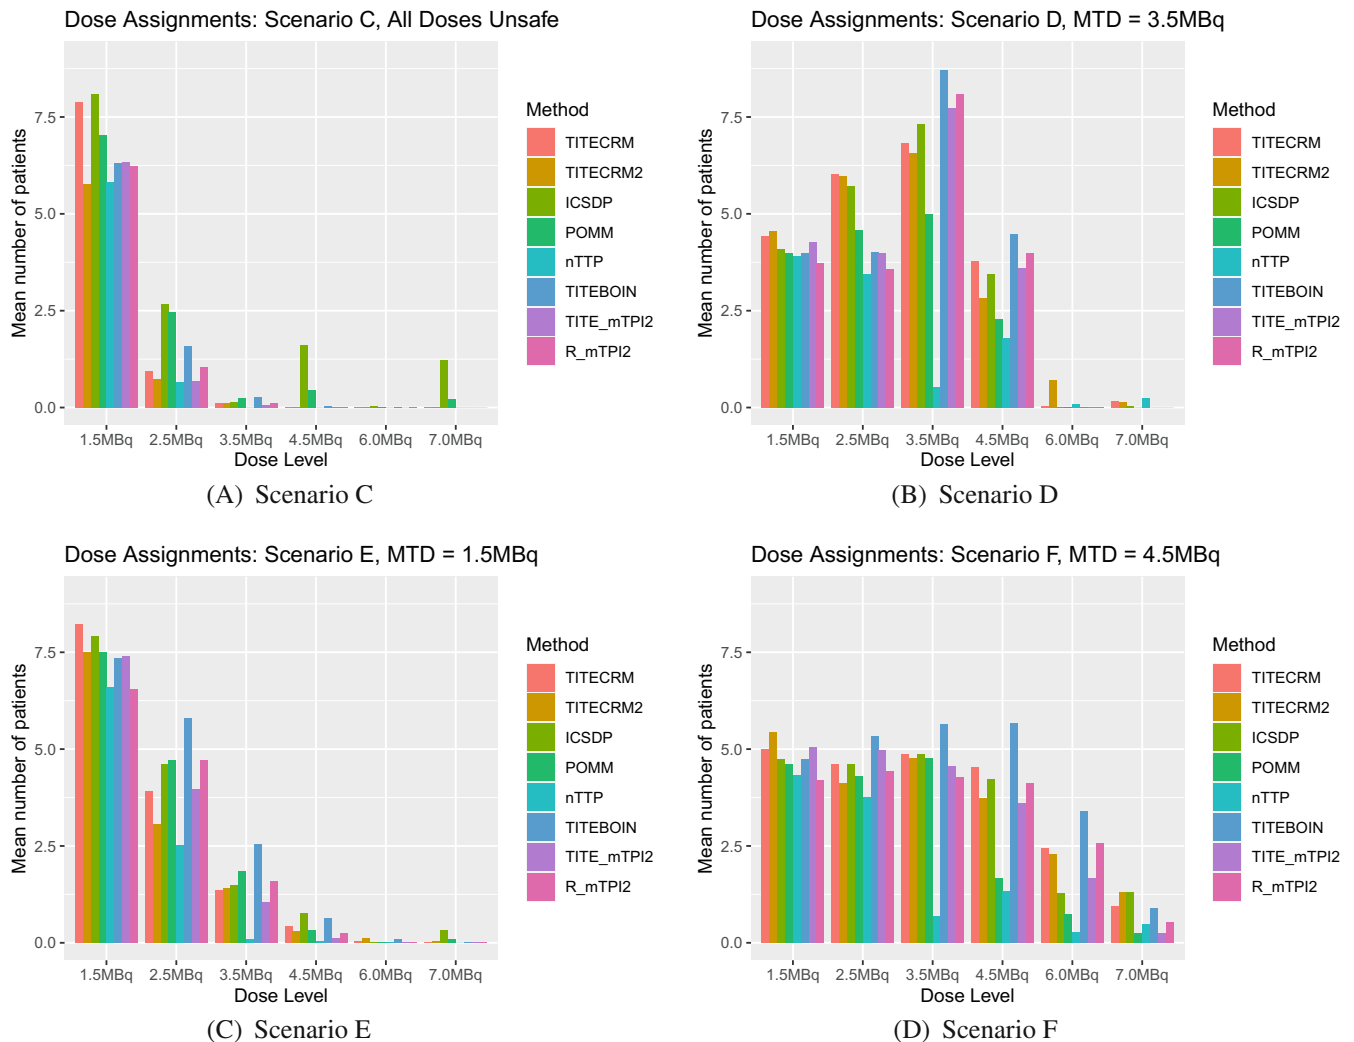 Dose Assignments: Scenario C, All Doses Unsafe
Mean number of patients
7.5
5.0
2.5
0.0
1.5MBq 2.5MBq 3.5MBq 4.5MBq 6.0MBq 7.0MBq
Dose Level
Method
TITECRM
TITECRM2
ICSDP
POMM
nTTP
TITEBOIN
TITE_mTPI2
R_mTPI2
(A) Scenario C
Dose Assignments: Scenario D, MTD = 3.5MBq
Mean number of patients
7.5
5.0
2.5
0.0
1.5MBq 2.5MBq 3.5MBq 4.5MBq 6.0MBq 7.0MBq
Dose Level
Method
TITECRM
TITECRM2
ICSDP
POMM
nTTP
TITEBOIN
TITE_mTPI2
R_mTPI2
(B) Scenario D
Dose Assignments: Scenario E, MTD = 1.5MBq
Mean number of patients
7.5
5.0
2.5
0.0
1.5MBq 2.5MBq 3.5MBq 4.5MBq 6.0MBq 7.0MBq
Dose Level
Method
TITECRM
TITECRM2
ICSDP
POMM
nTTP
TITEBOIN
TITE_mTPI2
R_mTPI2
(C) Scenario E
Dose Assignments: Scenario F, MTD = 4.5MBq
Mean number of patients
7.5
5.0
2.5
0.0
1.5MBq 2.5MBq 3.5MBq 4.5MBq 6.0MBq 7.0MBq
Dose Level
Method
TITECRM
TITECRM2
ICSDP
POMM
nTTP
TITEBOIN
TITE_mTPI2
R_mTPI2
(D) Scenario F